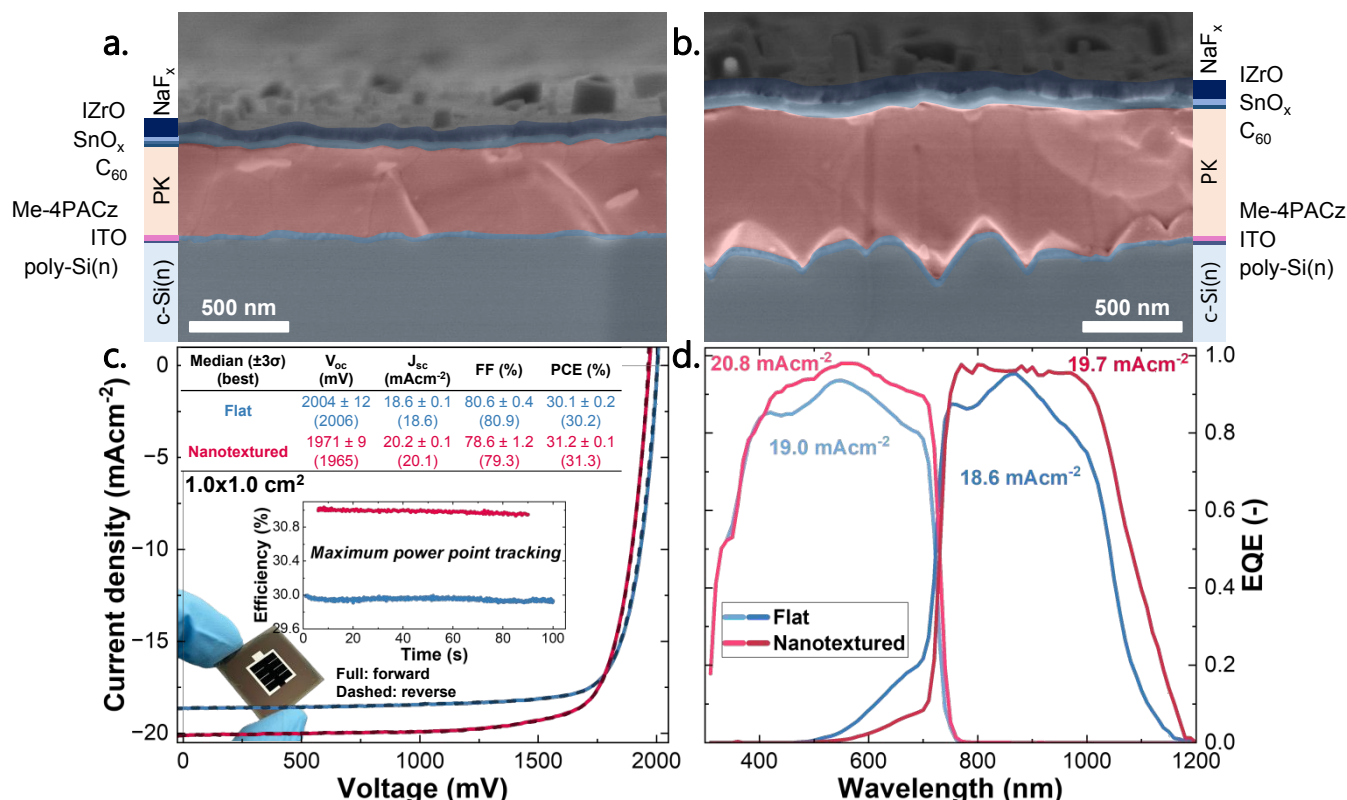 a.
NaFₓ
IZrO
SnOₓ
C₆₀
PK
Me-4PACz
ITO
poly-Si(n)
c-Si(n)
500 nm
b.
NaFₓ
IZrO
SnOₓ
C₆₀
PK
Me-4PACz
ITO
poly-Si(n)
c-Si(n)
500 nm
c.
Current density (mAcm⁻²)
0
−5
−10
−15
−20
Median (±3σ) (best) Vₒc (mV) Jₛc (mAcm⁻²) FF (%) PCE (%)
Flat 2004 ± 12 18.6 ± 0.1 80.6 ± 0.4 30.1 ± 0.2
(2006) (18.6) (80.9) (30.2)
Nanotextured 1971 ± 9 20.2 ± 0.1 78.6 ± 1.2 31.2 ± 0.1
(1965) (20.1) (79.3) (31.3)
1.0x1.0 cm²
Efficiency (%)
30.8
30.4
30.0
29.6
Maximum power point tracking
20 40 60 80 100
Time (s)
Full: forward
Dashed: reverse
0 500 1000 1500 2000
Voltage (mV)
d.
20.8 mAcm⁻²
19.7 mAcm⁻²
19.0 mAcm⁻²
18.6 mAcm⁻²
Flat
Nanotextured
1.0
0.8
0.6
0.4
0.2
0.0
EQE (-)
400 600 800 1000 1200
Wavelength (nm)